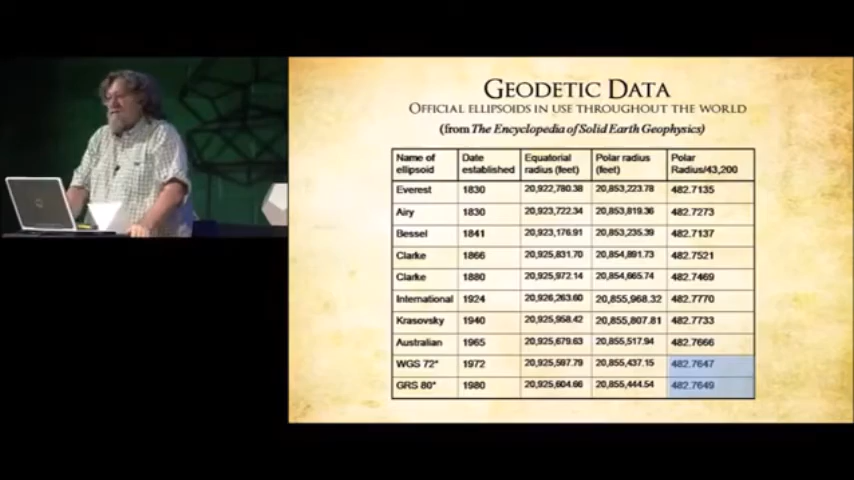 GEODETIC DATA
OFFICIAL ELLIPSOIDS IN USE THROUGHOUT THE WORLD
(from The Encyclopedia of Solid Earth Geophysics)
Name of ellipsoid Date established Equatorial radius (feet) Polar radius (feet) Polar Radius/43,200
Everest 1830 20,922,780.38 20,853,223.78 482.7135
Airy 1830 20,923,722.34 20,853,819.36 482.7273
Bessel 1841 20,923,176.91 20,853,235.39 482.7137
Clarke 1866 20,925,831.70 20,854,891.73 482.7521
Clarke 1880 20,925,972.14 20,854,665.74 482.7469
International 1924 20,926,263.60 20,855,968.32 482.7770
Krasovsky 1940 20,925,958.42 20,855,807.81 482.7733
Australian 1965 20,925,679.63 20,855,517.94 482.7666
WGS 72* 1972 20,925,597.79 20,855,437.15 482.7647
GRS 80* 1980 20,925,604.66 20,855,444.54 482.7649